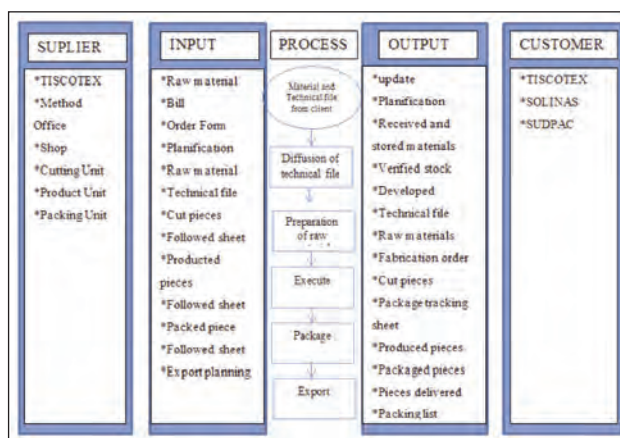 SUPLIER
*TISCOTEX
*Method
Office
*Shop
*Cutting Unit
*Product Unit
*Packing Unit
INPUT
*Raw material
*Bill
*Order Form
*Planification
*Raw material
*Technical file
*Cut pieces
*Followed sheet
*Producted
pieces
*Followed sheet
*Packed piece
*Followed sheet
*Export planning
PROCESS
Material and
Technical file
from client
Diffusion of
technical file
Preparation
of raw
Execute
Package
Export
OUTPUT
*update
*Planification
*Received and
stored materials
*Verified stock
*Developed
*Technical file
*Raw materials
*Fabrication order
*Cut pieces
*Package tracking
sheet
*Produced pieces
*Packaged pieces
*Pieces delivered
*Packing list
CUSTOMER
*TISCOTEX
*SOLINAS
*SUDPAC